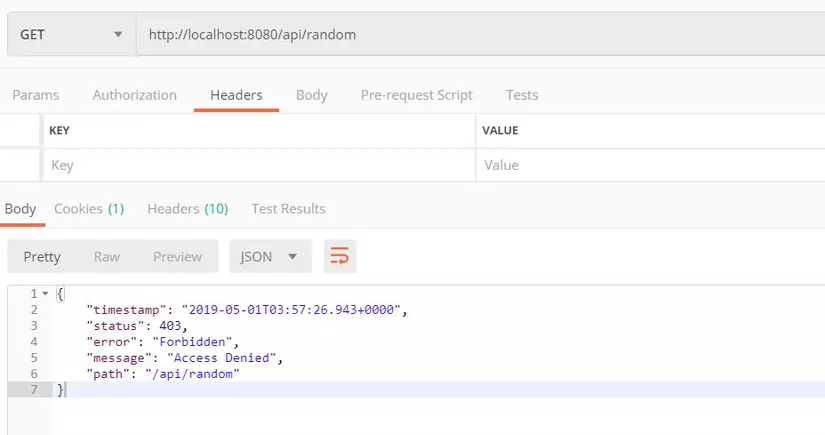 GET http://localhost:8080/api/random
Params Authorization Headers Body Pre-request Script Tests
KEY VALUE
Key Value
Body Cookies (1) Headers (10) Test Results
Pretty Raw Preview JSON
1 {
2 "timestamp": "2019-05-01T03:57:26.943+0000",
3 "status": 403,
4 "error": "Forbidden",
5 "message": "Access Denied",
6 "path": "/api/random"
7 }